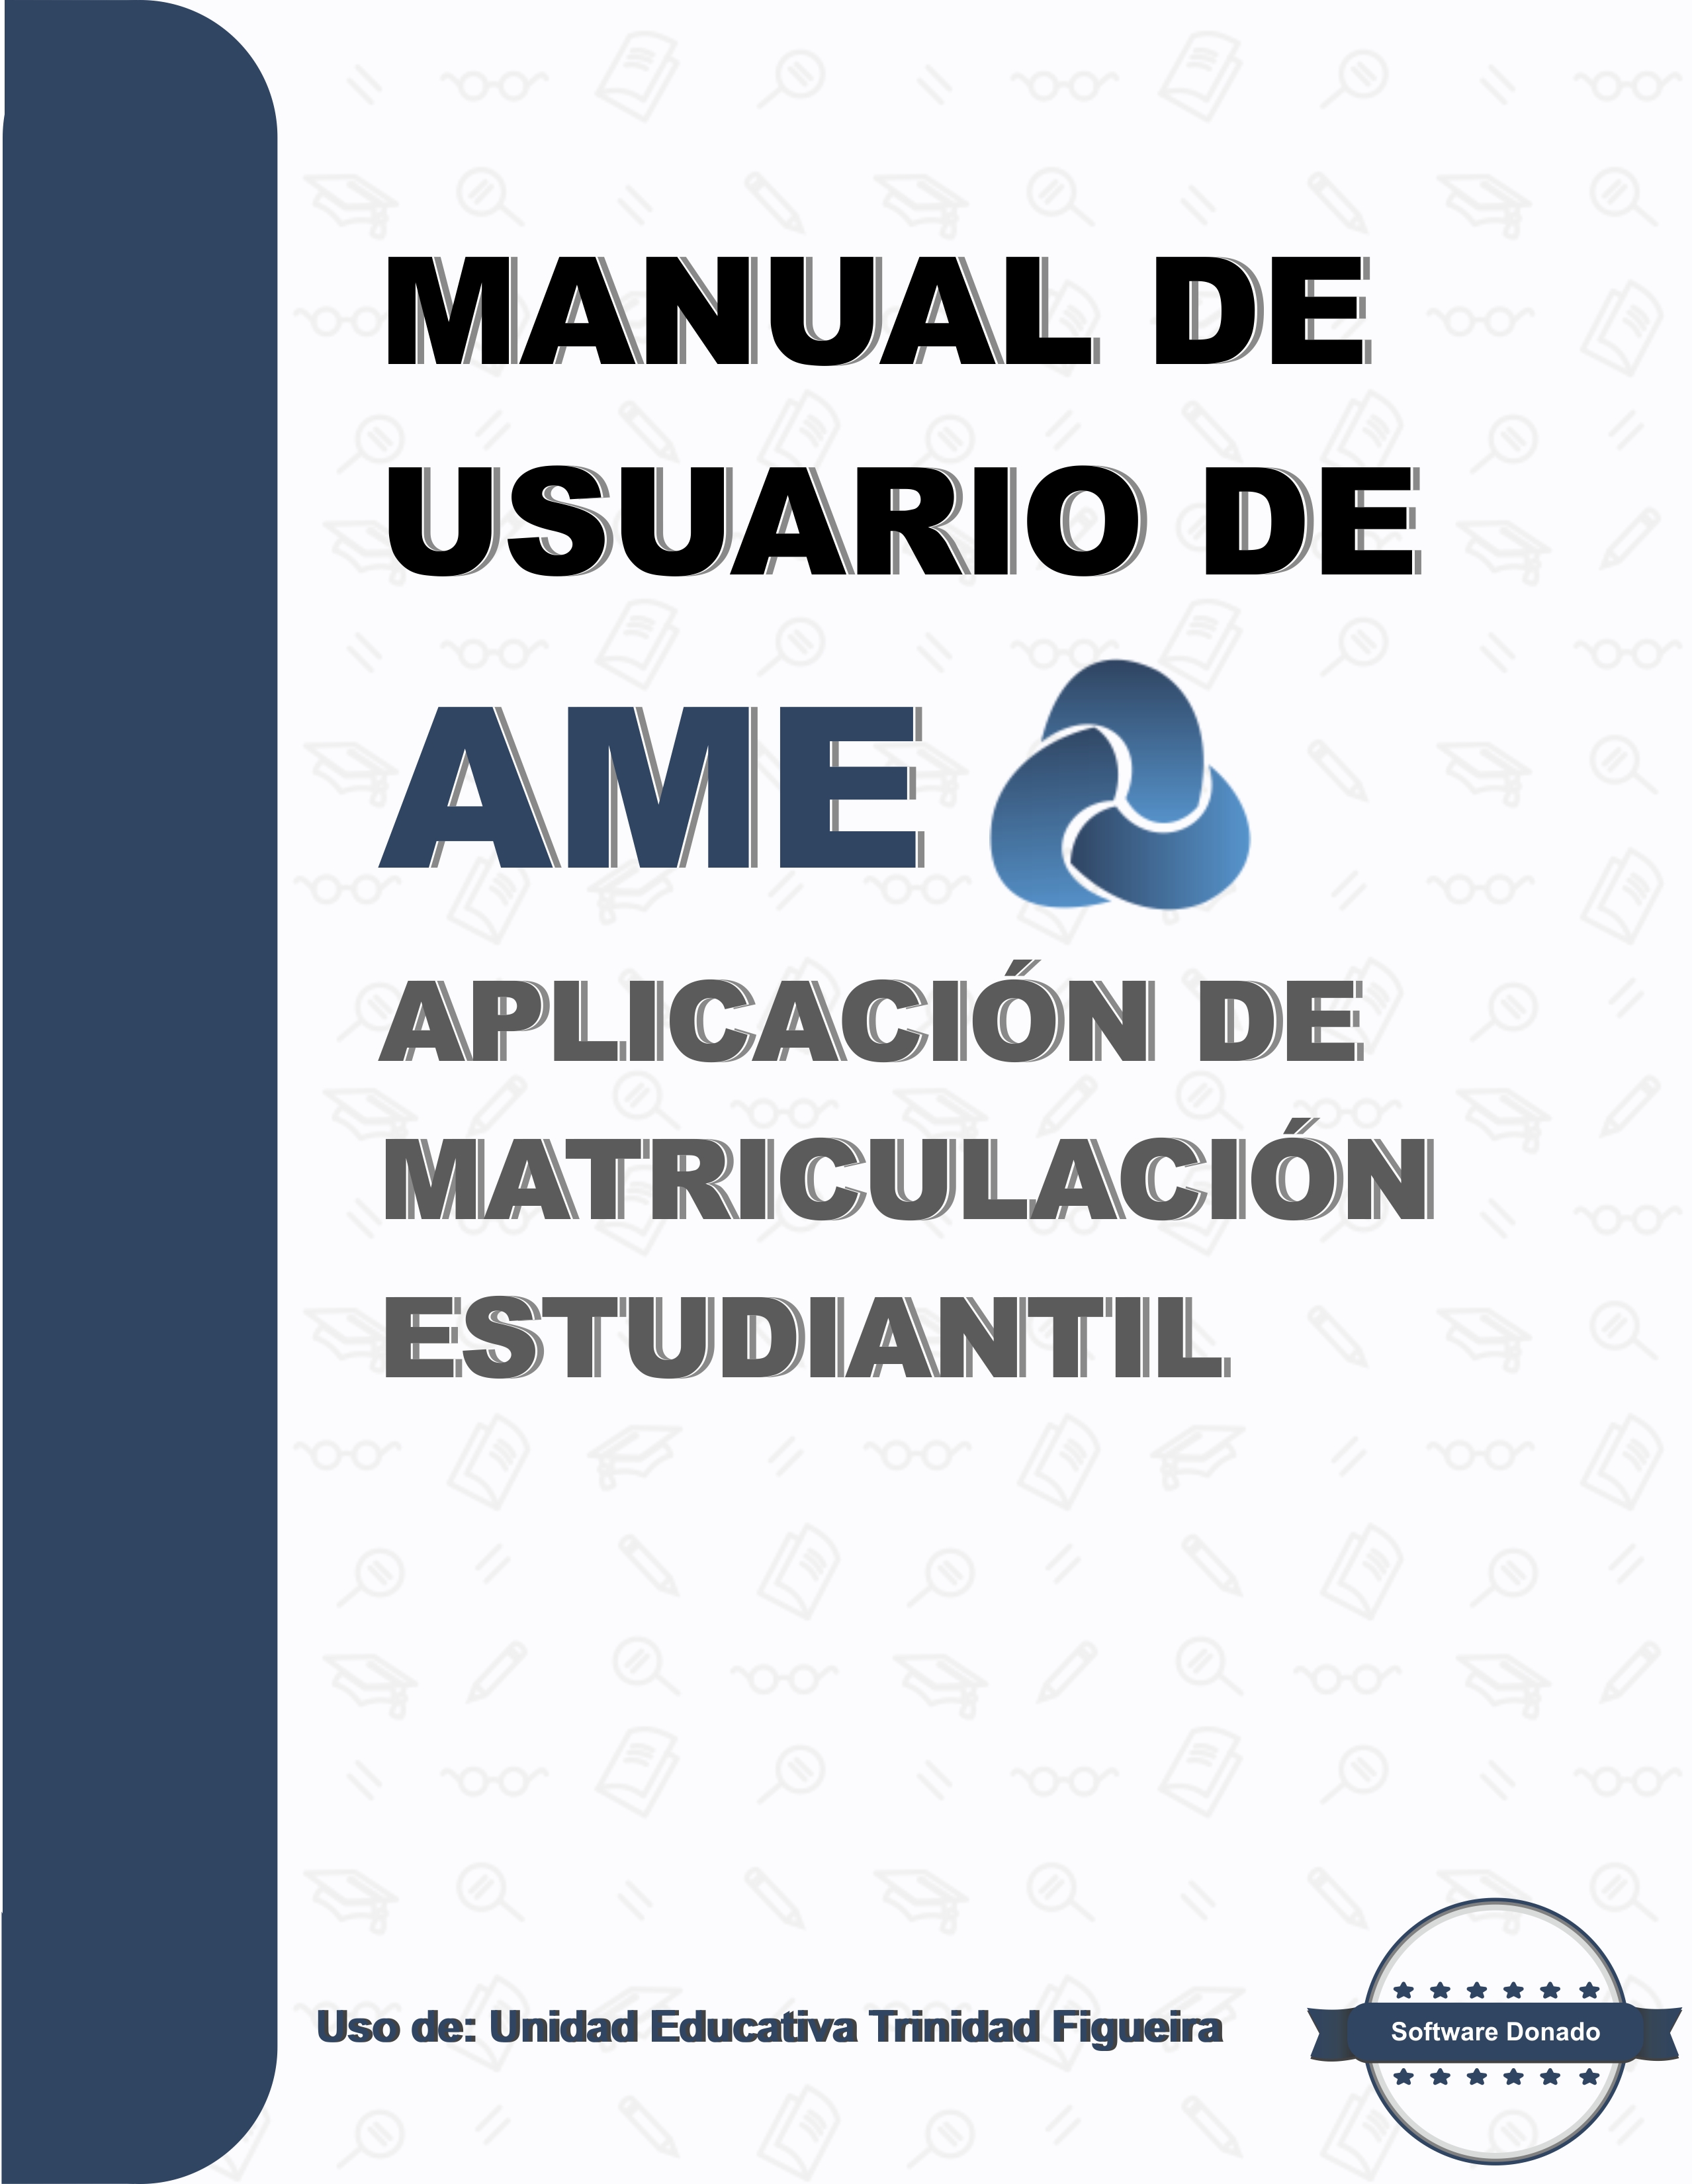 MANUAL DE
USUARIO DE
AME
APLICACIÓN DE
MATRICULACIÓN
ESTUDIANTIL
Uso de: Unidad Educativa Trinidad Figueira
Software Donado